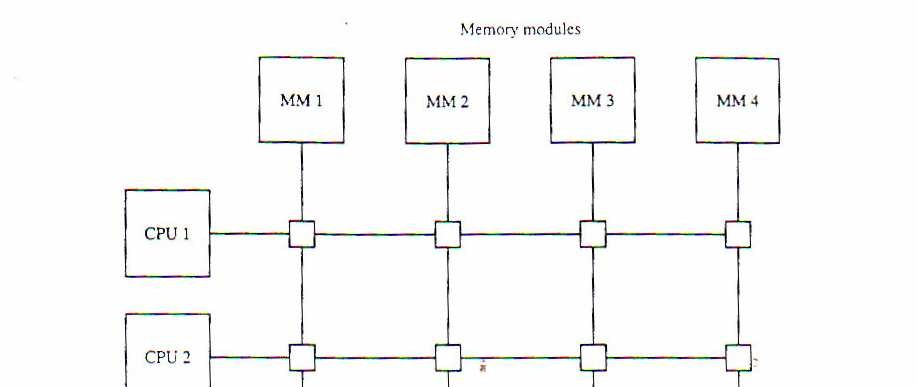 Memory modules
MM 1
MM 2
MM 3
MM 4
CPU 1
CPU 2